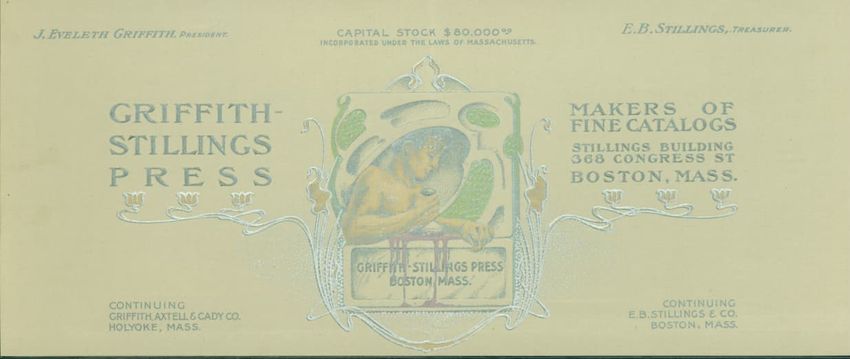 J. EVELETH GRIFFITH. PRESIDENT.
CAPITAL STOCK $80,000 00
INCORPORATED UNDER THE LAWS OF MASSACHUSETTS.
E.B. STILLINGS, TREASURER.
GRIFFITH-
STILLINGS
PRESS
MAKERS OF
FINE CATALOGS
STILLINGS BUILDING
368 CONGRESS ST
BOSTON, MASS.
GRIFFITH-STILLINGS PRESS
BOSTON, MASS.
CONTINUING
GRIFFITH, AXTELL & CADY CO.
HOLYOKE, MASS.
CONTINUING
E.B. STILLINGS & CO.
BOSTON, MASS.